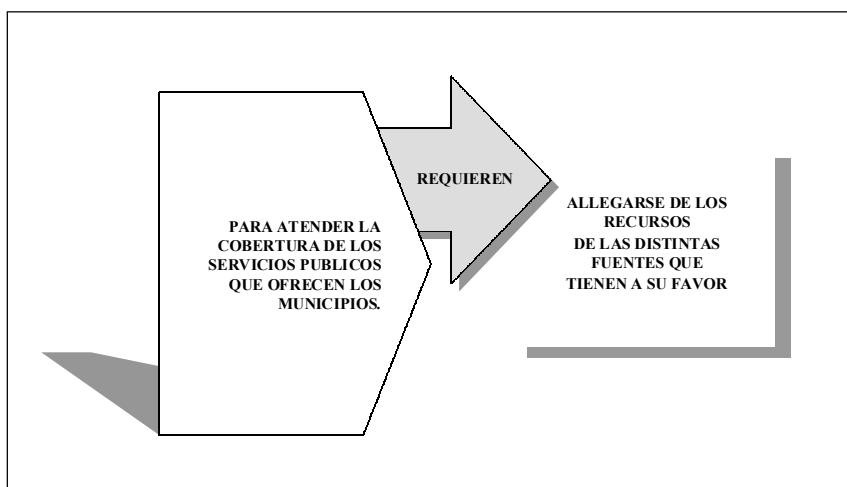 PARA ATENDER LA
COBERTURA DE LOS
SERVICIOS PUBLICOS
QUE OFRECEN LOS
MUNICIPIOS.
REQUIEREN
ALLEGARSE DE LOS
RECURSOS
DE LAS DISTINTAS
FUENTES QUE
TIENEN A SU FAVOR